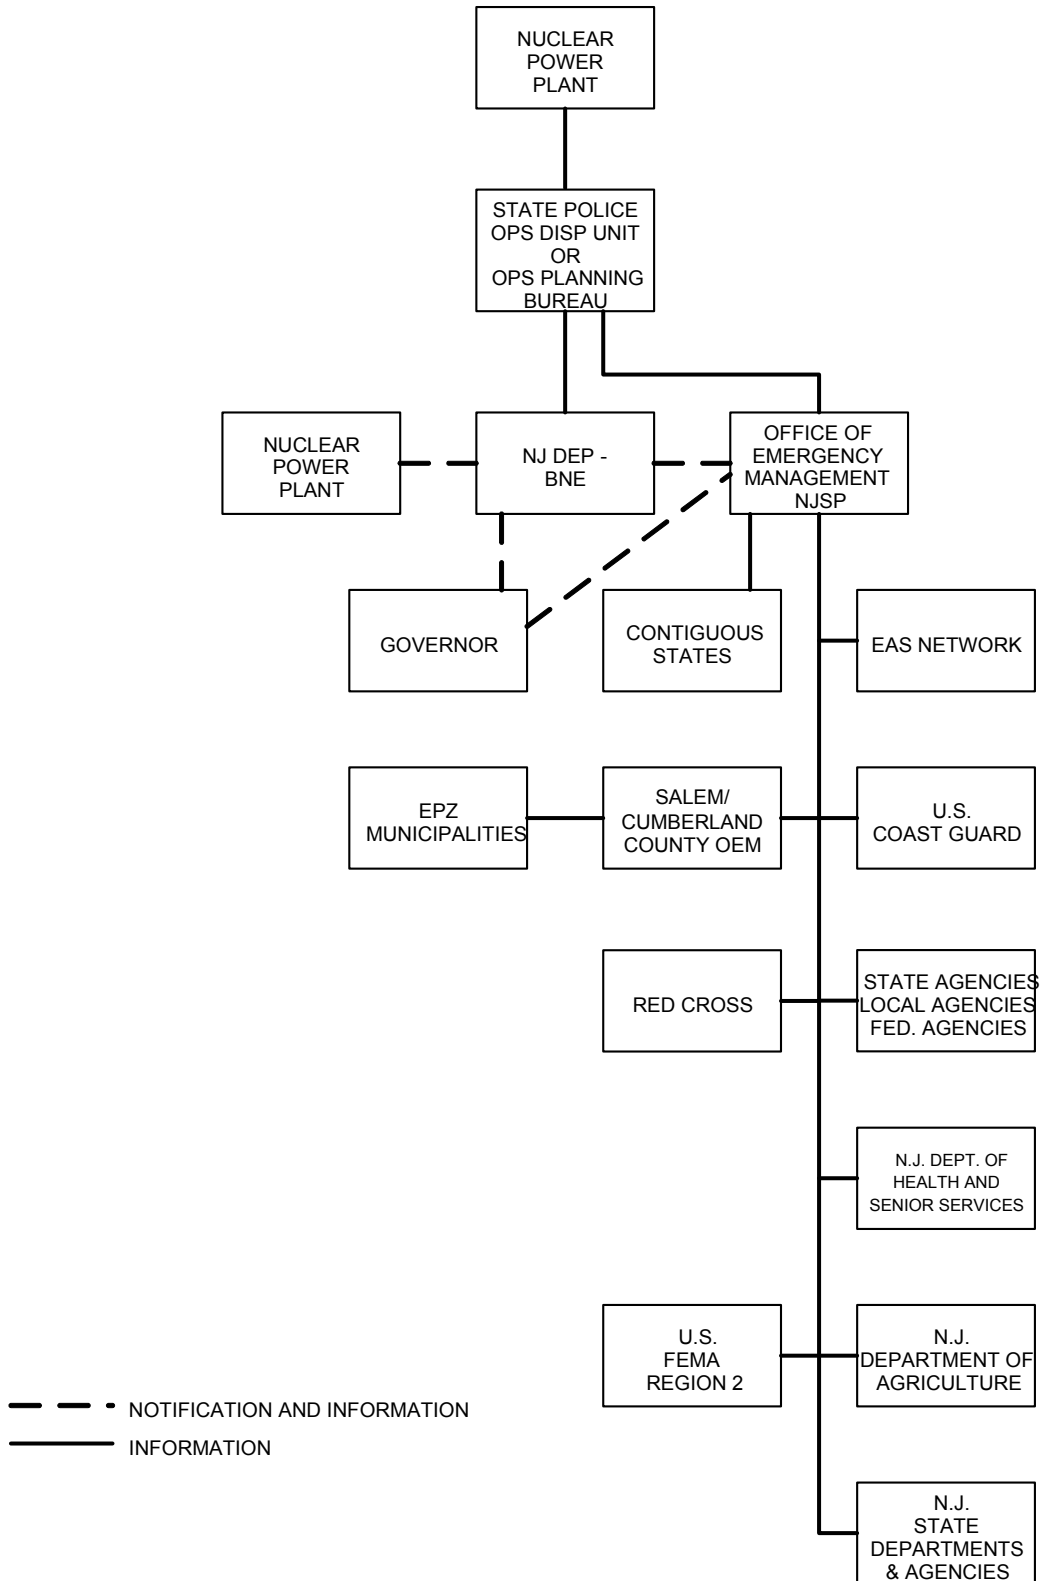 NUCLEAR
POWER
PLANT
STATE POLICE
OPS DISP UNIT
OR
OPS PLANNING
BUREAU
NUCLEAR
POWER
PLANT
NJ DEP -
BNE
OFFICE OF
EMERGENCY
MANAGEMENT
NJSP
GOVERNOR
CONTIGUOUS
STATES
EAS NETWORK
EPZ
MUNICIPALITIES
SALEM/
CUMBERLAND
COUNTY OEM
U.S.
COAST GUARD
RED CROSS
STATE AGENCIES
LOCAL AGENCIES
FED. AGENCIES
N.J. DEPT. OF
HEALTH AND
SENIOR SERVICES
U.S.
FEMA
REGION 2
N.J.
DEPARTMENT OF
AGRICULTURE
NOTIFICATION AND INFORMATION
INFORMATION
N.J.
STATE
DEPARTMENTS
& AGENCIES